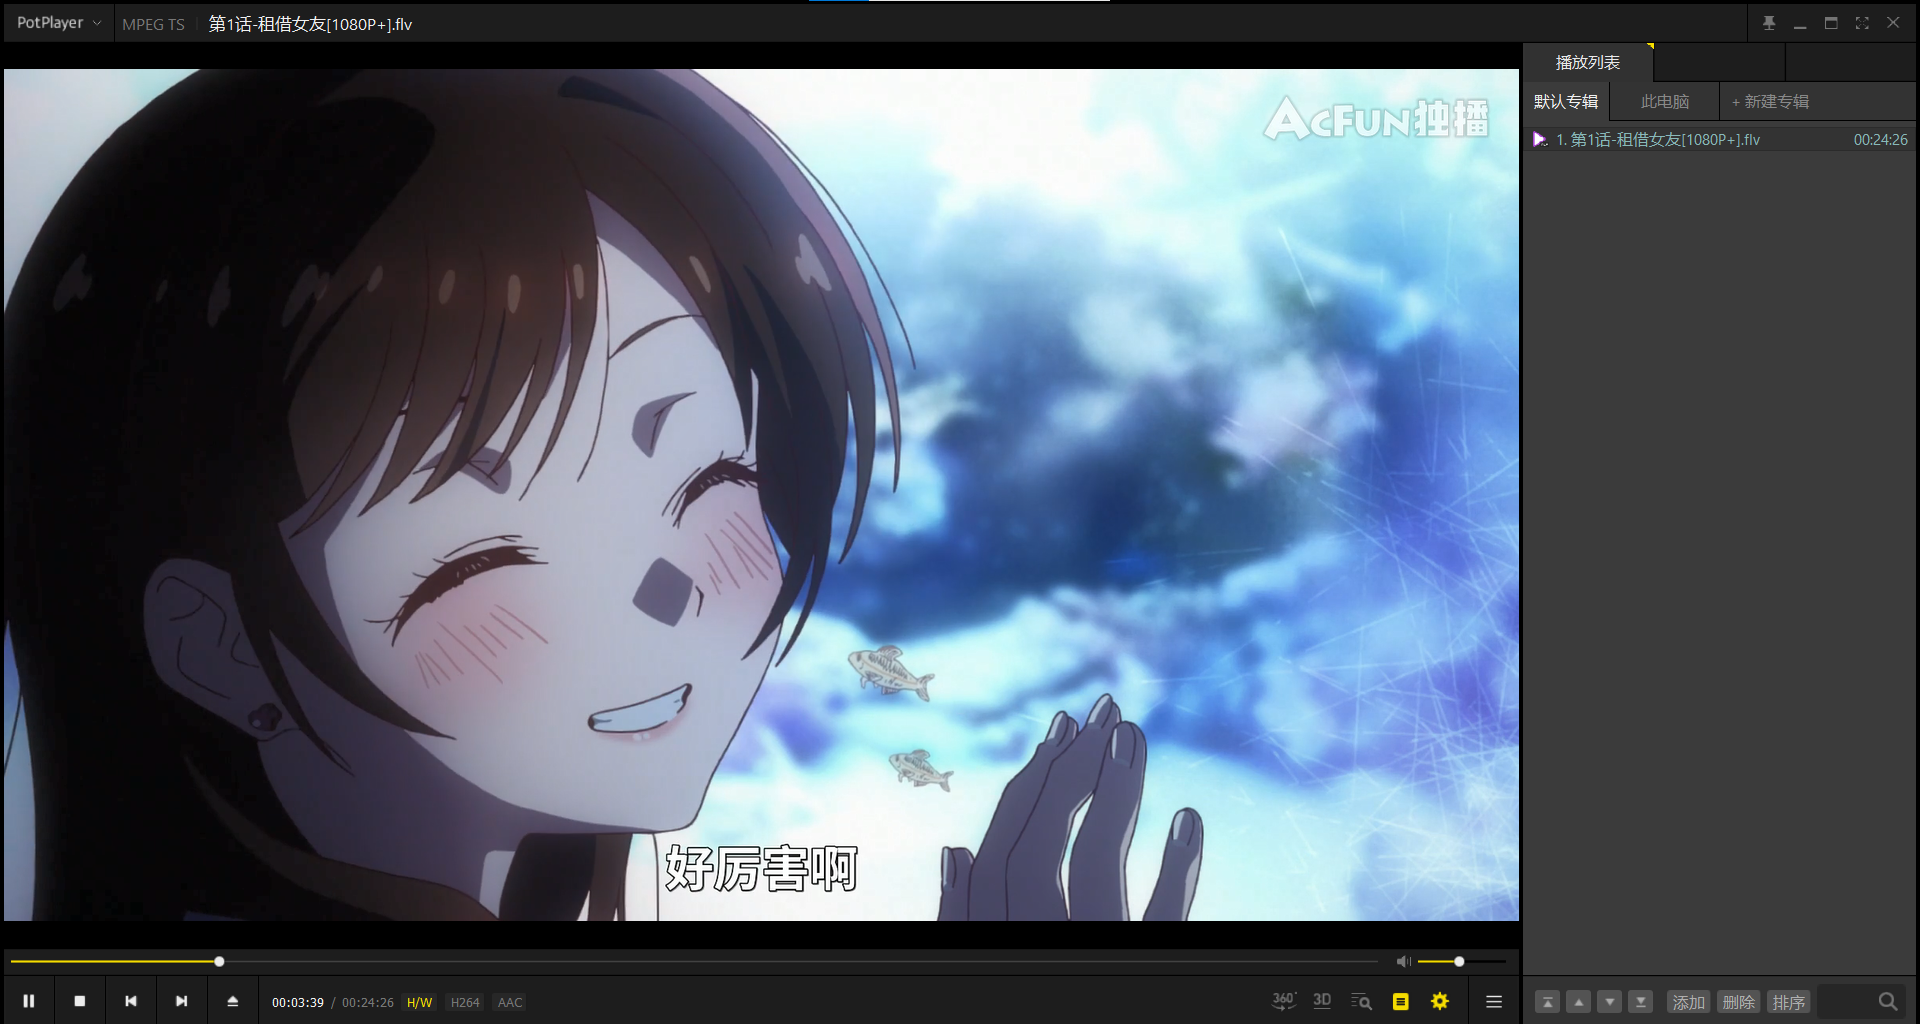 PotPlayer
MPEG TS
第1话-租借女友[1080P+].flv
播放列表
默认专辑
此电脑
+ 新建专辑
1. 第1话-租借女友[1080P+].flv
00:24:26
ACFUN独播
好厉害啊
00:03:39 / 00:24:26 H/W H264 AAC
360°
3D
添加
删除
排序